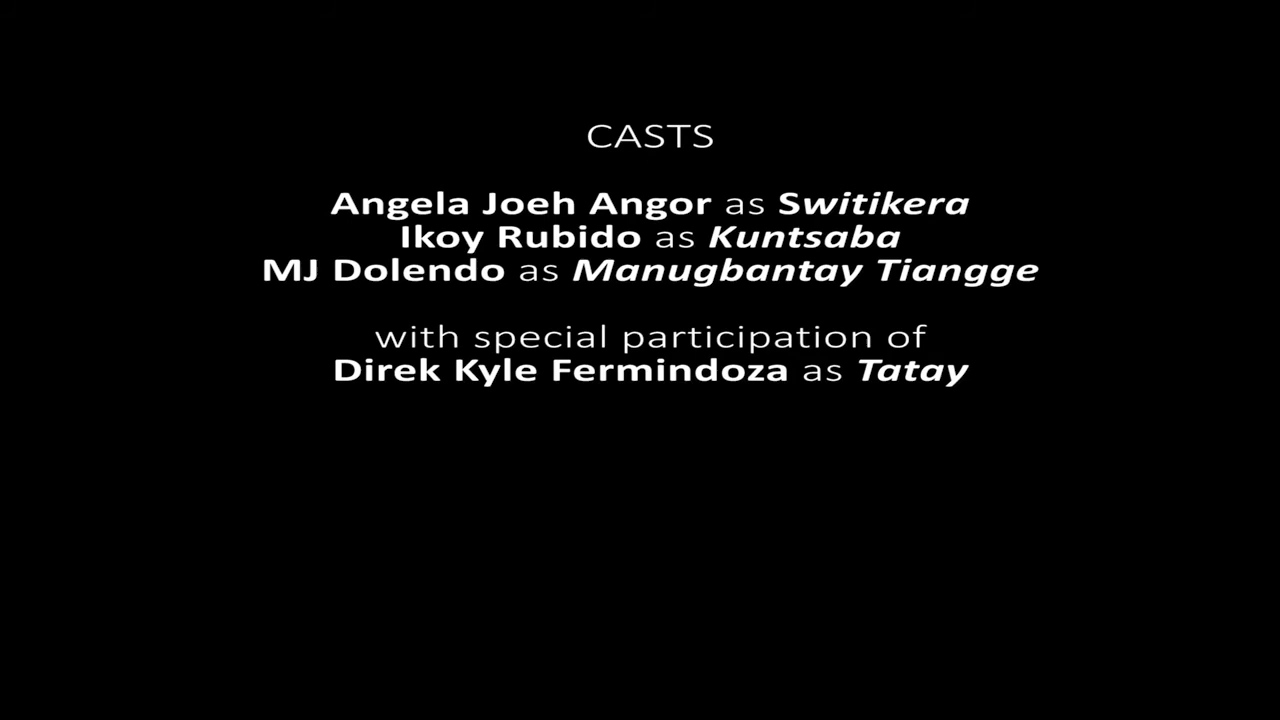 CASTS
Angela Joeh Angor as Switikera
Ikoy Rubido as Kuntsaba
MJ Dolendo as Manugbantay Tiangge
with special participation of
Direk Kyle Fermindoza as Tatay